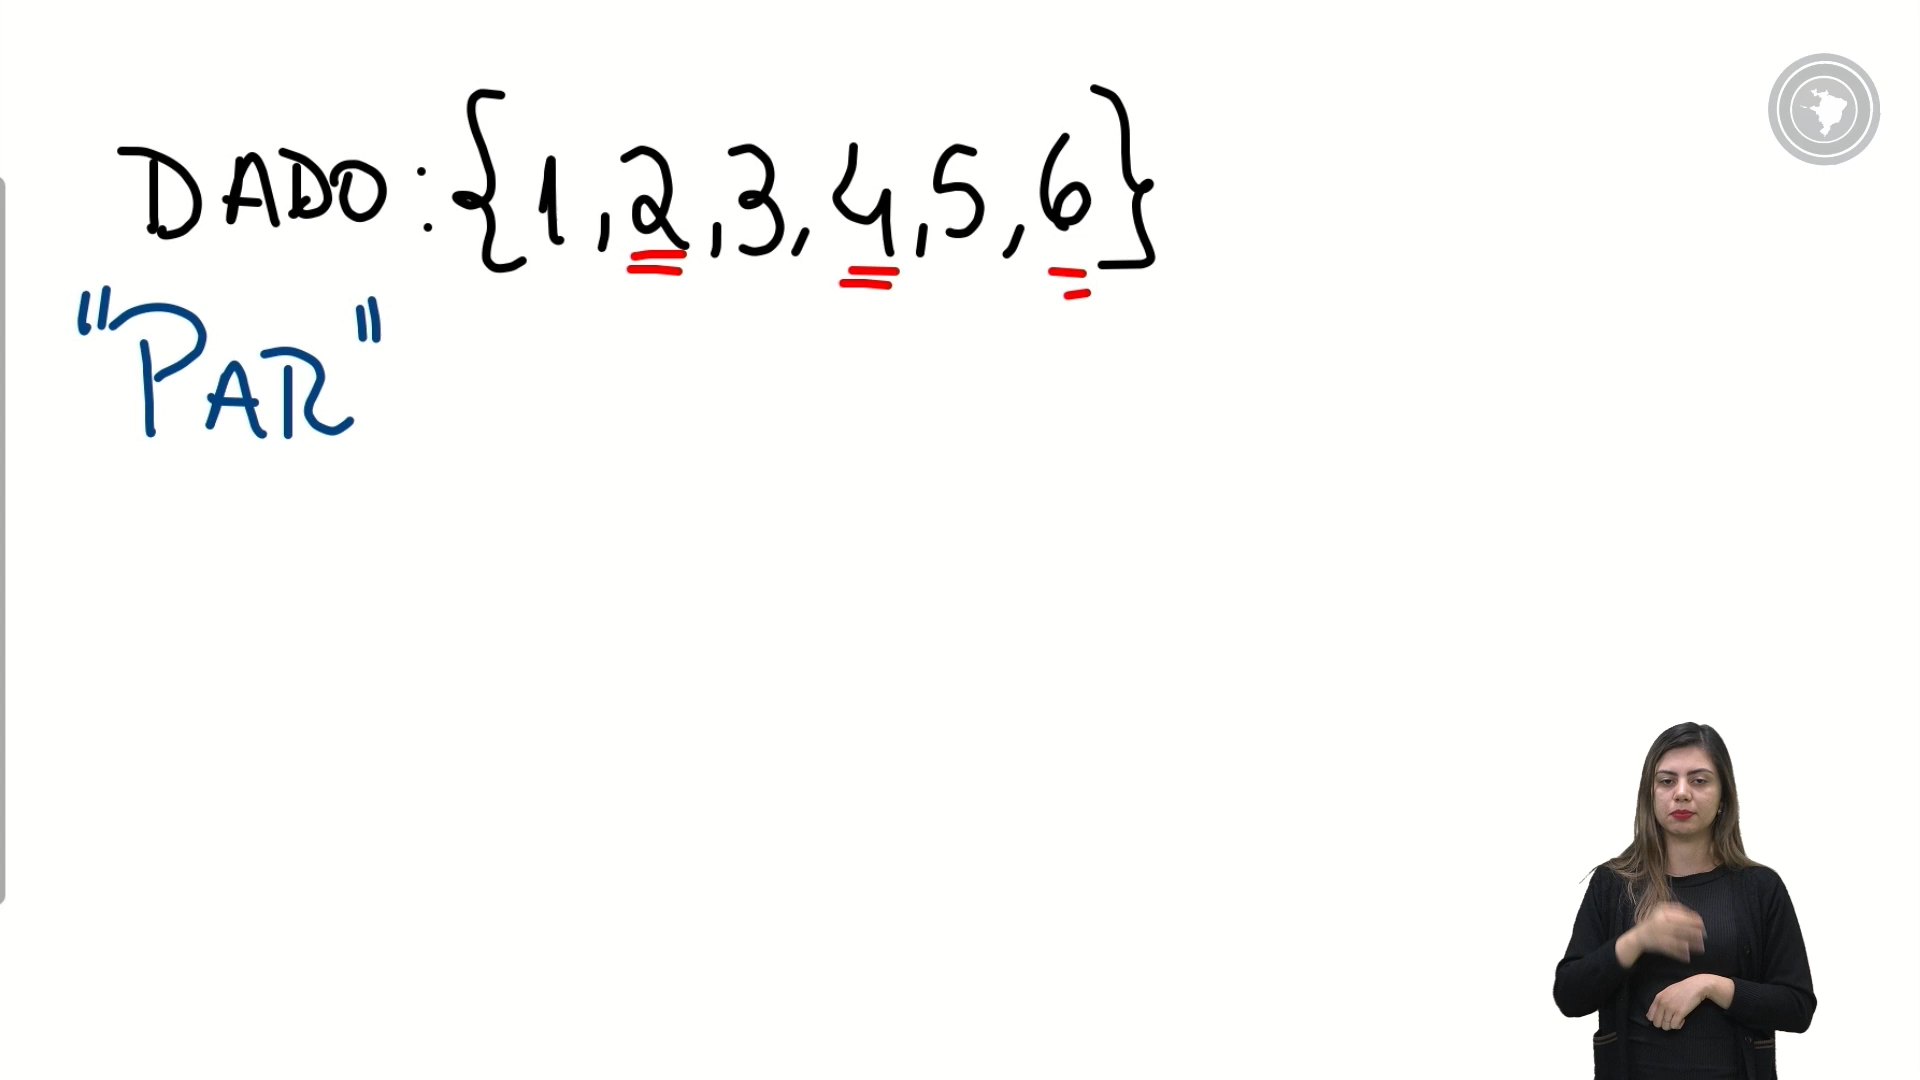 DADO: {1, 2, 3, 4, 5, 6}
"PAR"